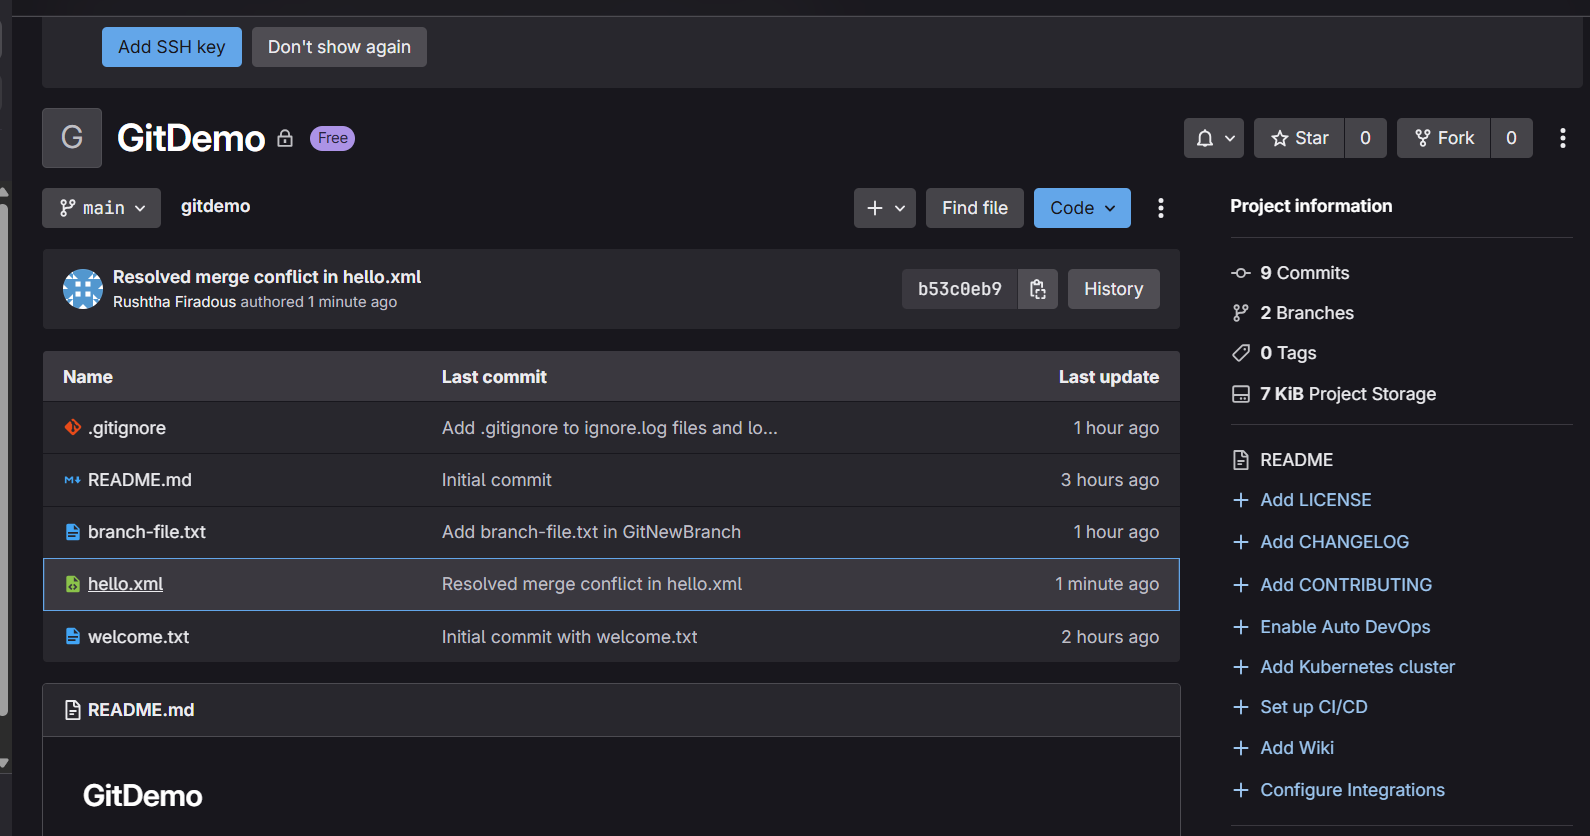 Add SSH key Don't show again
G GitDemo Free Star 0 Fork 0
main gitdemo Find file Code
Resolved merge conflict in hello.xml
Rushtha Firadous authored 1 minute ago
b53c0eb9 History
Name Last commit Last update
.gitignore Add .gitignore to ignore.log files and lo... 1 hour ago
README.md Initial commit 3 hours ago
branch-file.txt Add branch-file.txt in GitNewBranch 1 hour ago
hello.xml Resolved merge conflict in hello.xml 1 minute ago
welcome.txt Initial commit with welcome.txt 2 hours ago
README.md
GitDemo
Project information
9 Commits
2 Branches
0 Tags
7 KiB Project Storage
README
Add LICENSE
Add CHANGELOG
Add CONTRIBUTING
Enable Auto DevOps
Add Kubernetes cluster
Set up CI/CD
Add Wiki
Configure Integrations